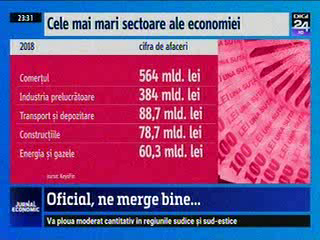 23:31
Cele mai mari sectoare ale economiei
DIGI 24
HD
2018 cifra de afaceri
Comerțul 564 mld. lei
Industria prelucrătoare 384 mld. lei
Transport și depozitare 88,7 mld. lei
Construcțiile 78,7 mld. lei
Energia și gazele 60,3 mld. lei
sursa: KeysFin
JURNAL ECONOMIC
Oficial, ne merge bine...
Va ploua moderat cantitativ în regiunile sudice și sud-estice